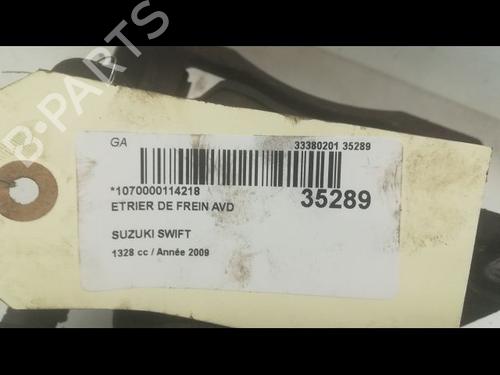 B-PARTS
GA
33380201 35289
*1070000114218
35289
ETRIER DE FREIN AVD
SUZUKI SWIFT
1328 cc / Année 2009